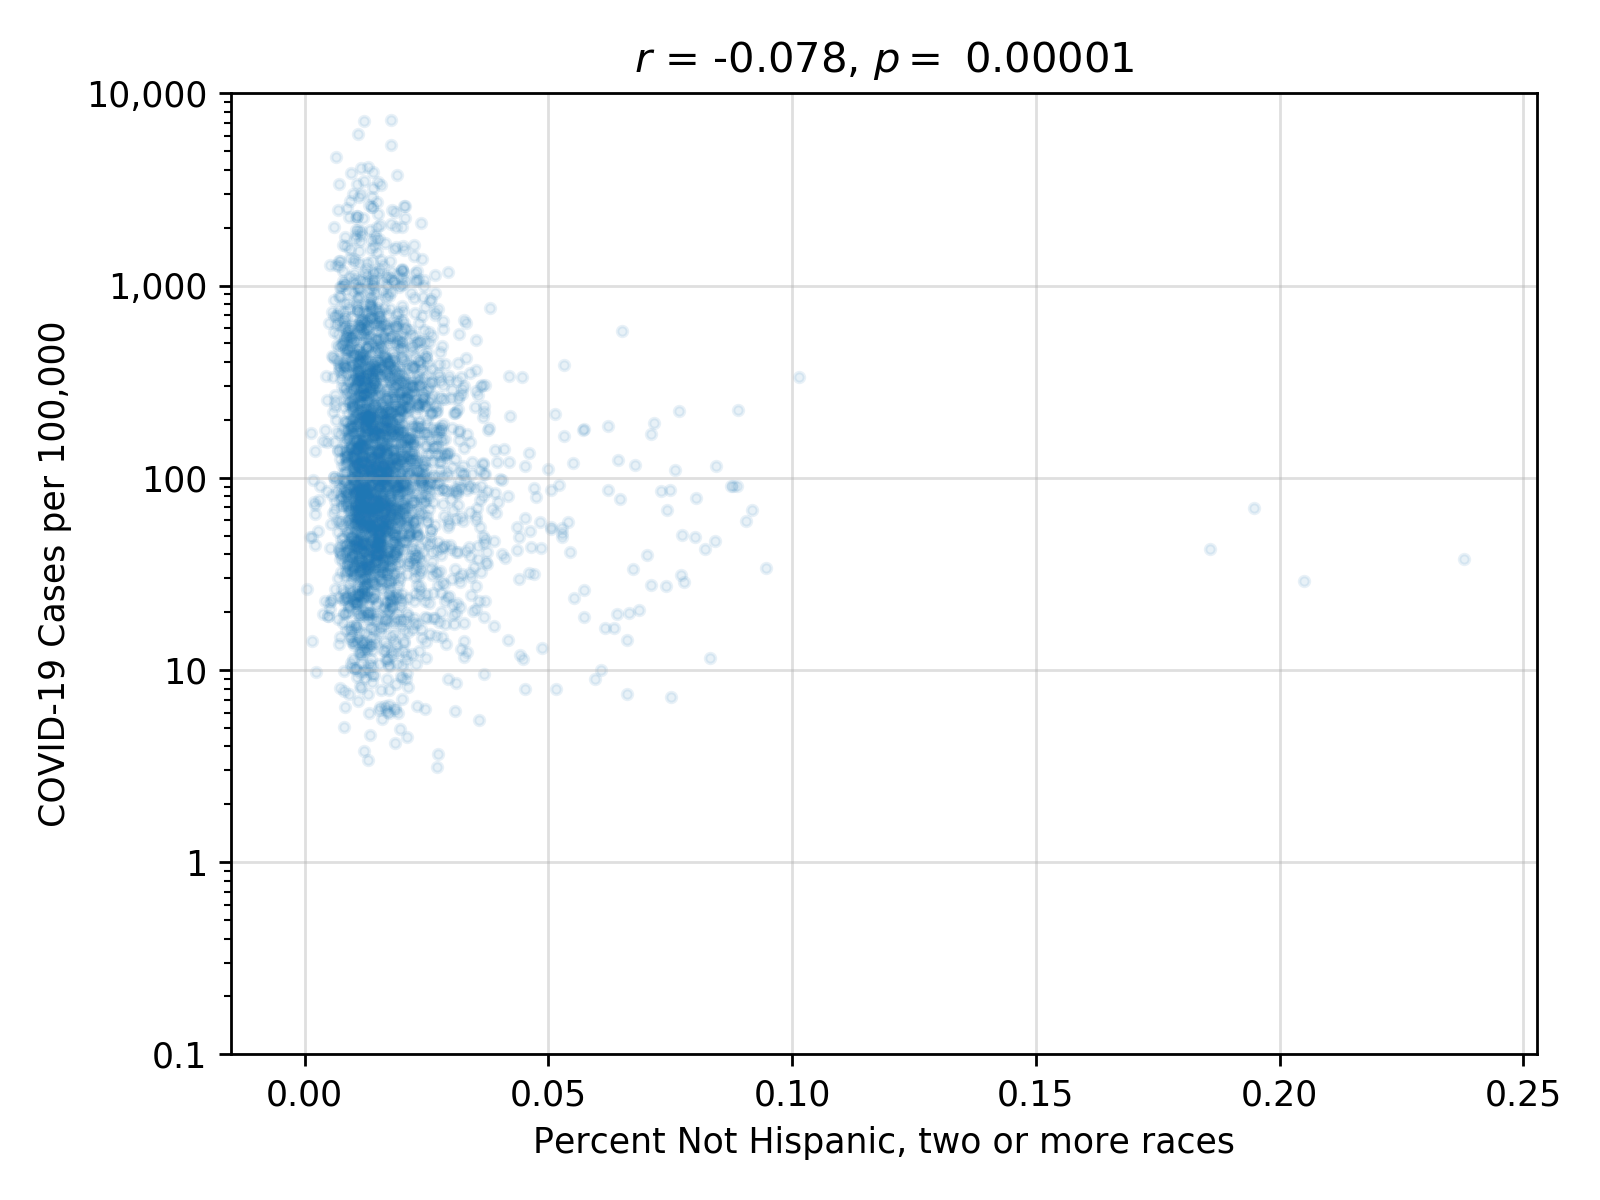 r = -0.078, p = 0.00001
10,000
1,000
100
10
1
0.1
COVID-19 Cases per 100,000
0.00 0.05 0.10 0.15 0.20 0.25
Percent Not Hispanic, two or more races